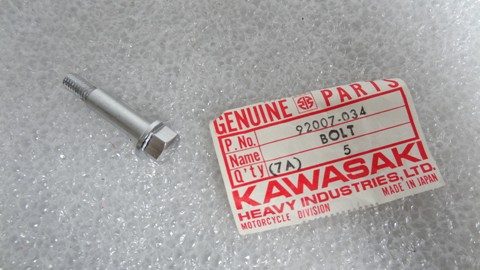 GENUINE PARTS
P.No. 92007-034
Name BOLT
Q'ty (7A) 5
KAWASAKI
HEAVY INDUSTRIES, LTD.
MOTORCYCLE DIVISION MADE IN JAPAN